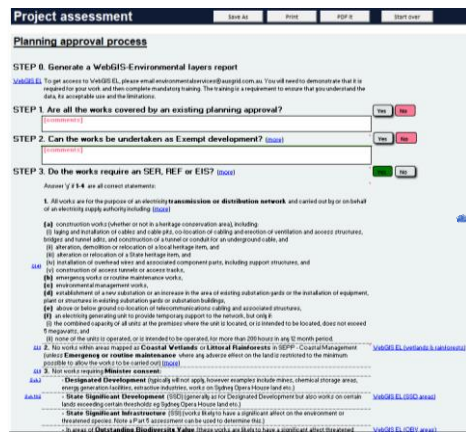 Project assessment
Save As
Print
PDF it
Start over
Planning approval process
STEP 0. Generate a WebGIS-Environmental layers report
WebGIS EL To get access to WebGIS EL, please email environmentalservices@ausgrid.com.au. You will need to demonstrate that it is
required for your work and then complete mandatory training. The training is a requirement to ensure that you understand the
data, its acceptable use and the limitations.
STEP 1. Are all the works covered by an existing planning approval?
Yes
No
[comments]
STEP 2. Can the works be undertaken as Exempt development? (more)
Yes
No
[comments]
STEP 3. Do the works require an SER, REF or EIS? (more)
No
Answer 'y' if 1-4 are all correct statements:
1. All works are for the purpose of an electricity transmission or distribution network and carried out by or on behalf
of an electricity supply authority including: (more)
(a) construction works (whether or not in a heritage conservation area), including:
(i) laying and installation of cables and cable pits, co-location of cabling and erection of ventilation and access structures,
bridges and tunnel adits, and construction of a tunnel or conduit for an underground cable, and
(ii) alteration, demolition or relocation of a local heritage item, and
(iii) alteration or relocation of a State heritage item, and
(iv) installation of overhead wires and associated component parts, including support structures, and
(v) construction of access tunnels or access tracks,
(b) emergency works or routine maintenance works,
(c) environmental management works,
(d) establishment of a new substation or an increase in the area of existing substation yards or the installation of equipment,
plant or structures in existing substation yards or substation buildings,
(e) above or below ground co-location of telecommunications cabling and associated structures,
(f) an electricity generating unit to provide temporary support to the network, but only if:
(i) the combined capacity of all units at the premises where the unit is located, or is intended to be located, does not exceed
5 megawatts, and
(ii) none of the units is operated, or is intended to be operated, for more than 200 hours in any 12 month period.
2. No works within areas mapped as Coastal Wetlands or Littoral Rainforests in SEPP - Coastal Management
(unless Emergency or routine maintenance where any adverse effect on the land is restricted to the minimum
possible to allow the works to be carried out) (more)
WebGIS EL (wetlands & rainforests)
3. Not works requiring Minister consent:
- Designated Development (typically will not apply, however examples include mines, chemical storage areas,
energy generation facilities, extractive industries, works on Sydney Opera House land etc.)
- State Significant Development (SSD) (generally as for Designated Development but also works on certain
lands exceeding certain thresholds eg Sydney Opera House land etc.)
WebGIS EL (SSD areas)
- State Significant Infrastructure (SSI) (works likely to have a significant affect on the environment or
threatened species. Note a Part 5 assessment can be used to determine this.)
- In areas of Outstanding Biodiversity Value (these works are likely to have a significant affect threatened
WebGIS EL (OBV areas)